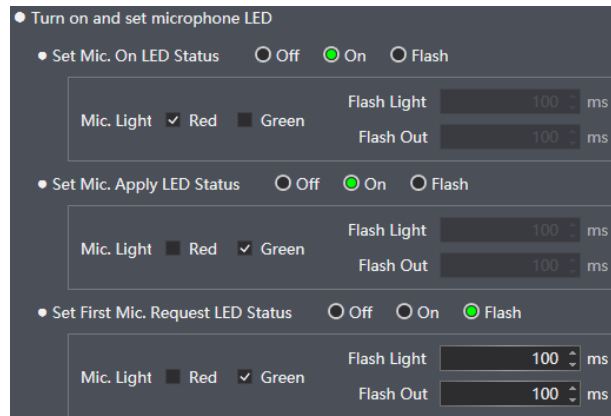 Turn on and set microphone LED
Set Mic. On LED Status Off On Flash
Flash Light 100 ms
Mic. Light Red Green
Flash Out 100 ms
Set Mic. Apply LED Status Off On Flash
Flash Light 100 ms
Mic. Light Red Green
Flash Out 100 ms
Set First Mic. Request LED Status Off On Flash
Flash Light 100 ms
Mic. Light Red Green
Flash Out 100 ms